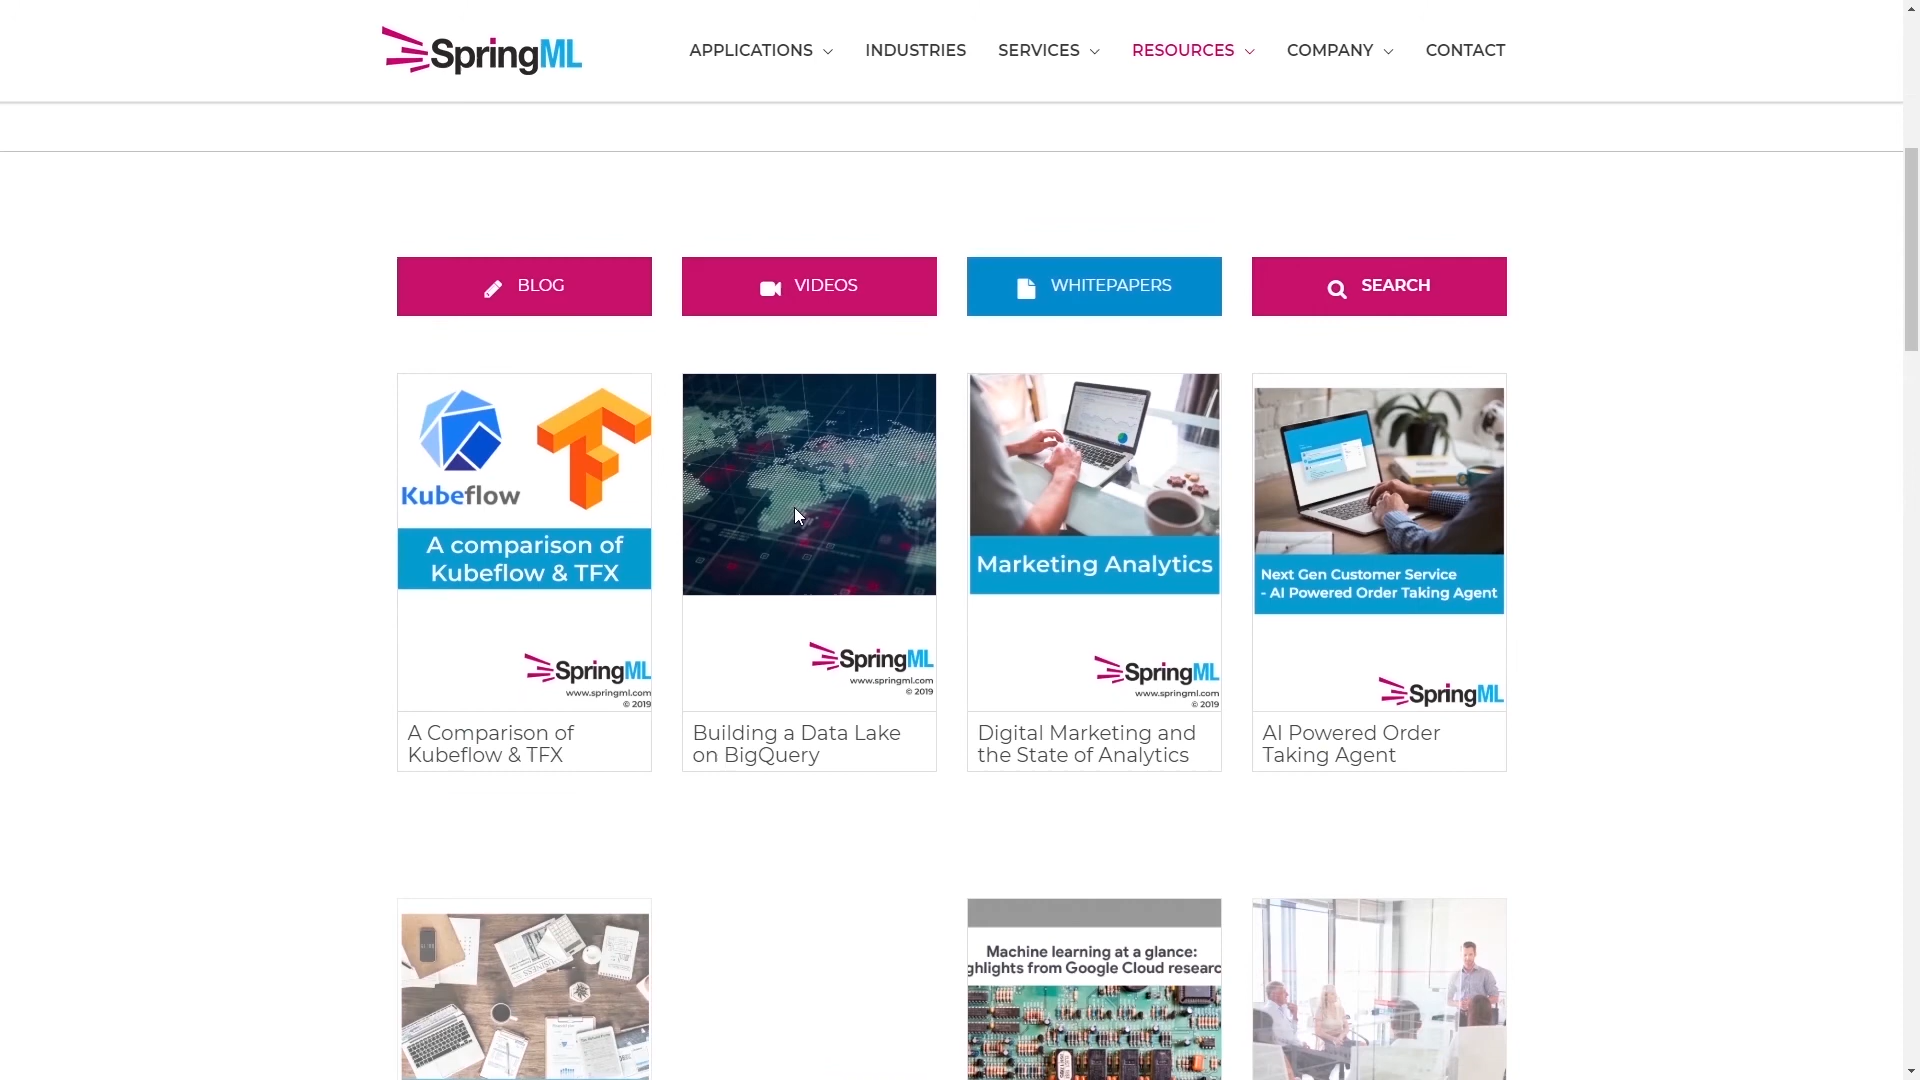 SpringML
APPLICATIONS
INDUSTRIES
SERVICES
RESOURCES
COMPANY
CONTACT
BLOG
VIDEOS
WHITEPAPERS
SEARCH
Kubeflow
A comparison of
Kubeflow & TFX
SpringML
www.springml.com
© 2019
A Comparison of
Kubeflow & TFX
SpringML
www.springml.com
© 2019
Building a Data Lake
on BigQuery
Marketing Analytics
SpringML
www.springml.com
© 2019
Digital Marketing and
the State of Analytics
Next Gen Customer Service
- AI Powered Order Taking Agent
SpringML
AI Powered Order
Taking Agent
BUSINESS
Machine learning at a glance:
ghlights from Google Cloud researc